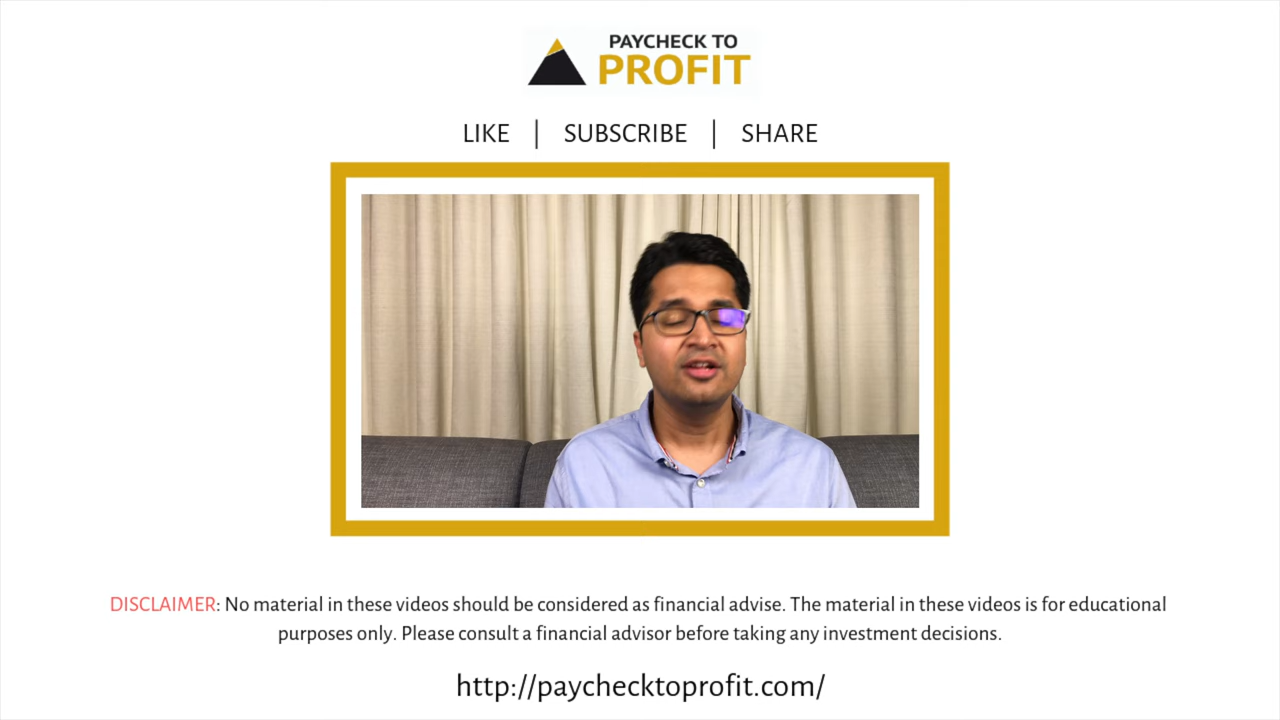 PAYCHECK TO
PROFIT
LIKE | SUBSCRIBE | SHARE
DISCLAIMER: No material in these videos should be considered as financial advise. The material in these videos is for educational
purposes only. Please consult a financial advisor before taking any investment decisions.
http://paychecktoprofit.com/